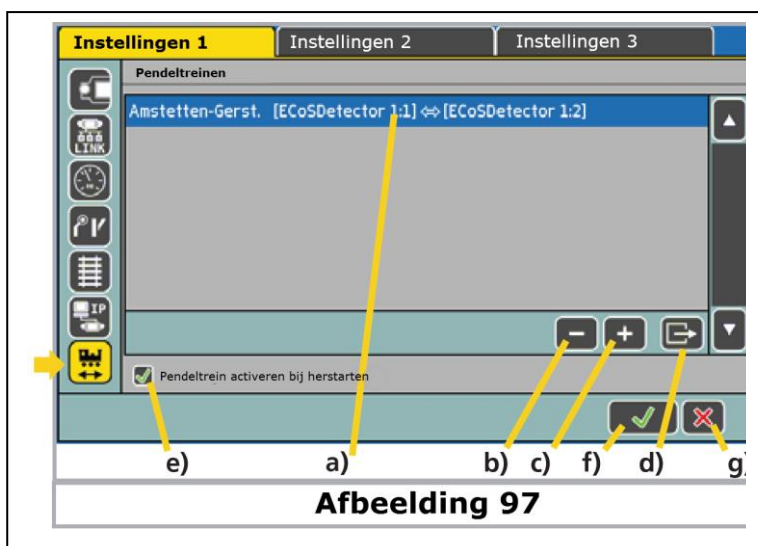 Instellingen 1 Instellingen 2 Instellingen 3
Pendeltreinen
Amstetten-Gerst. [ECoSDetector 1:1] ⇔ [ECoSDetector 1:2]
LINK
IP
− +
Pendeltrein activeren bij herstarten
e) a) b) c) f) d) g)
Afbeelding 97